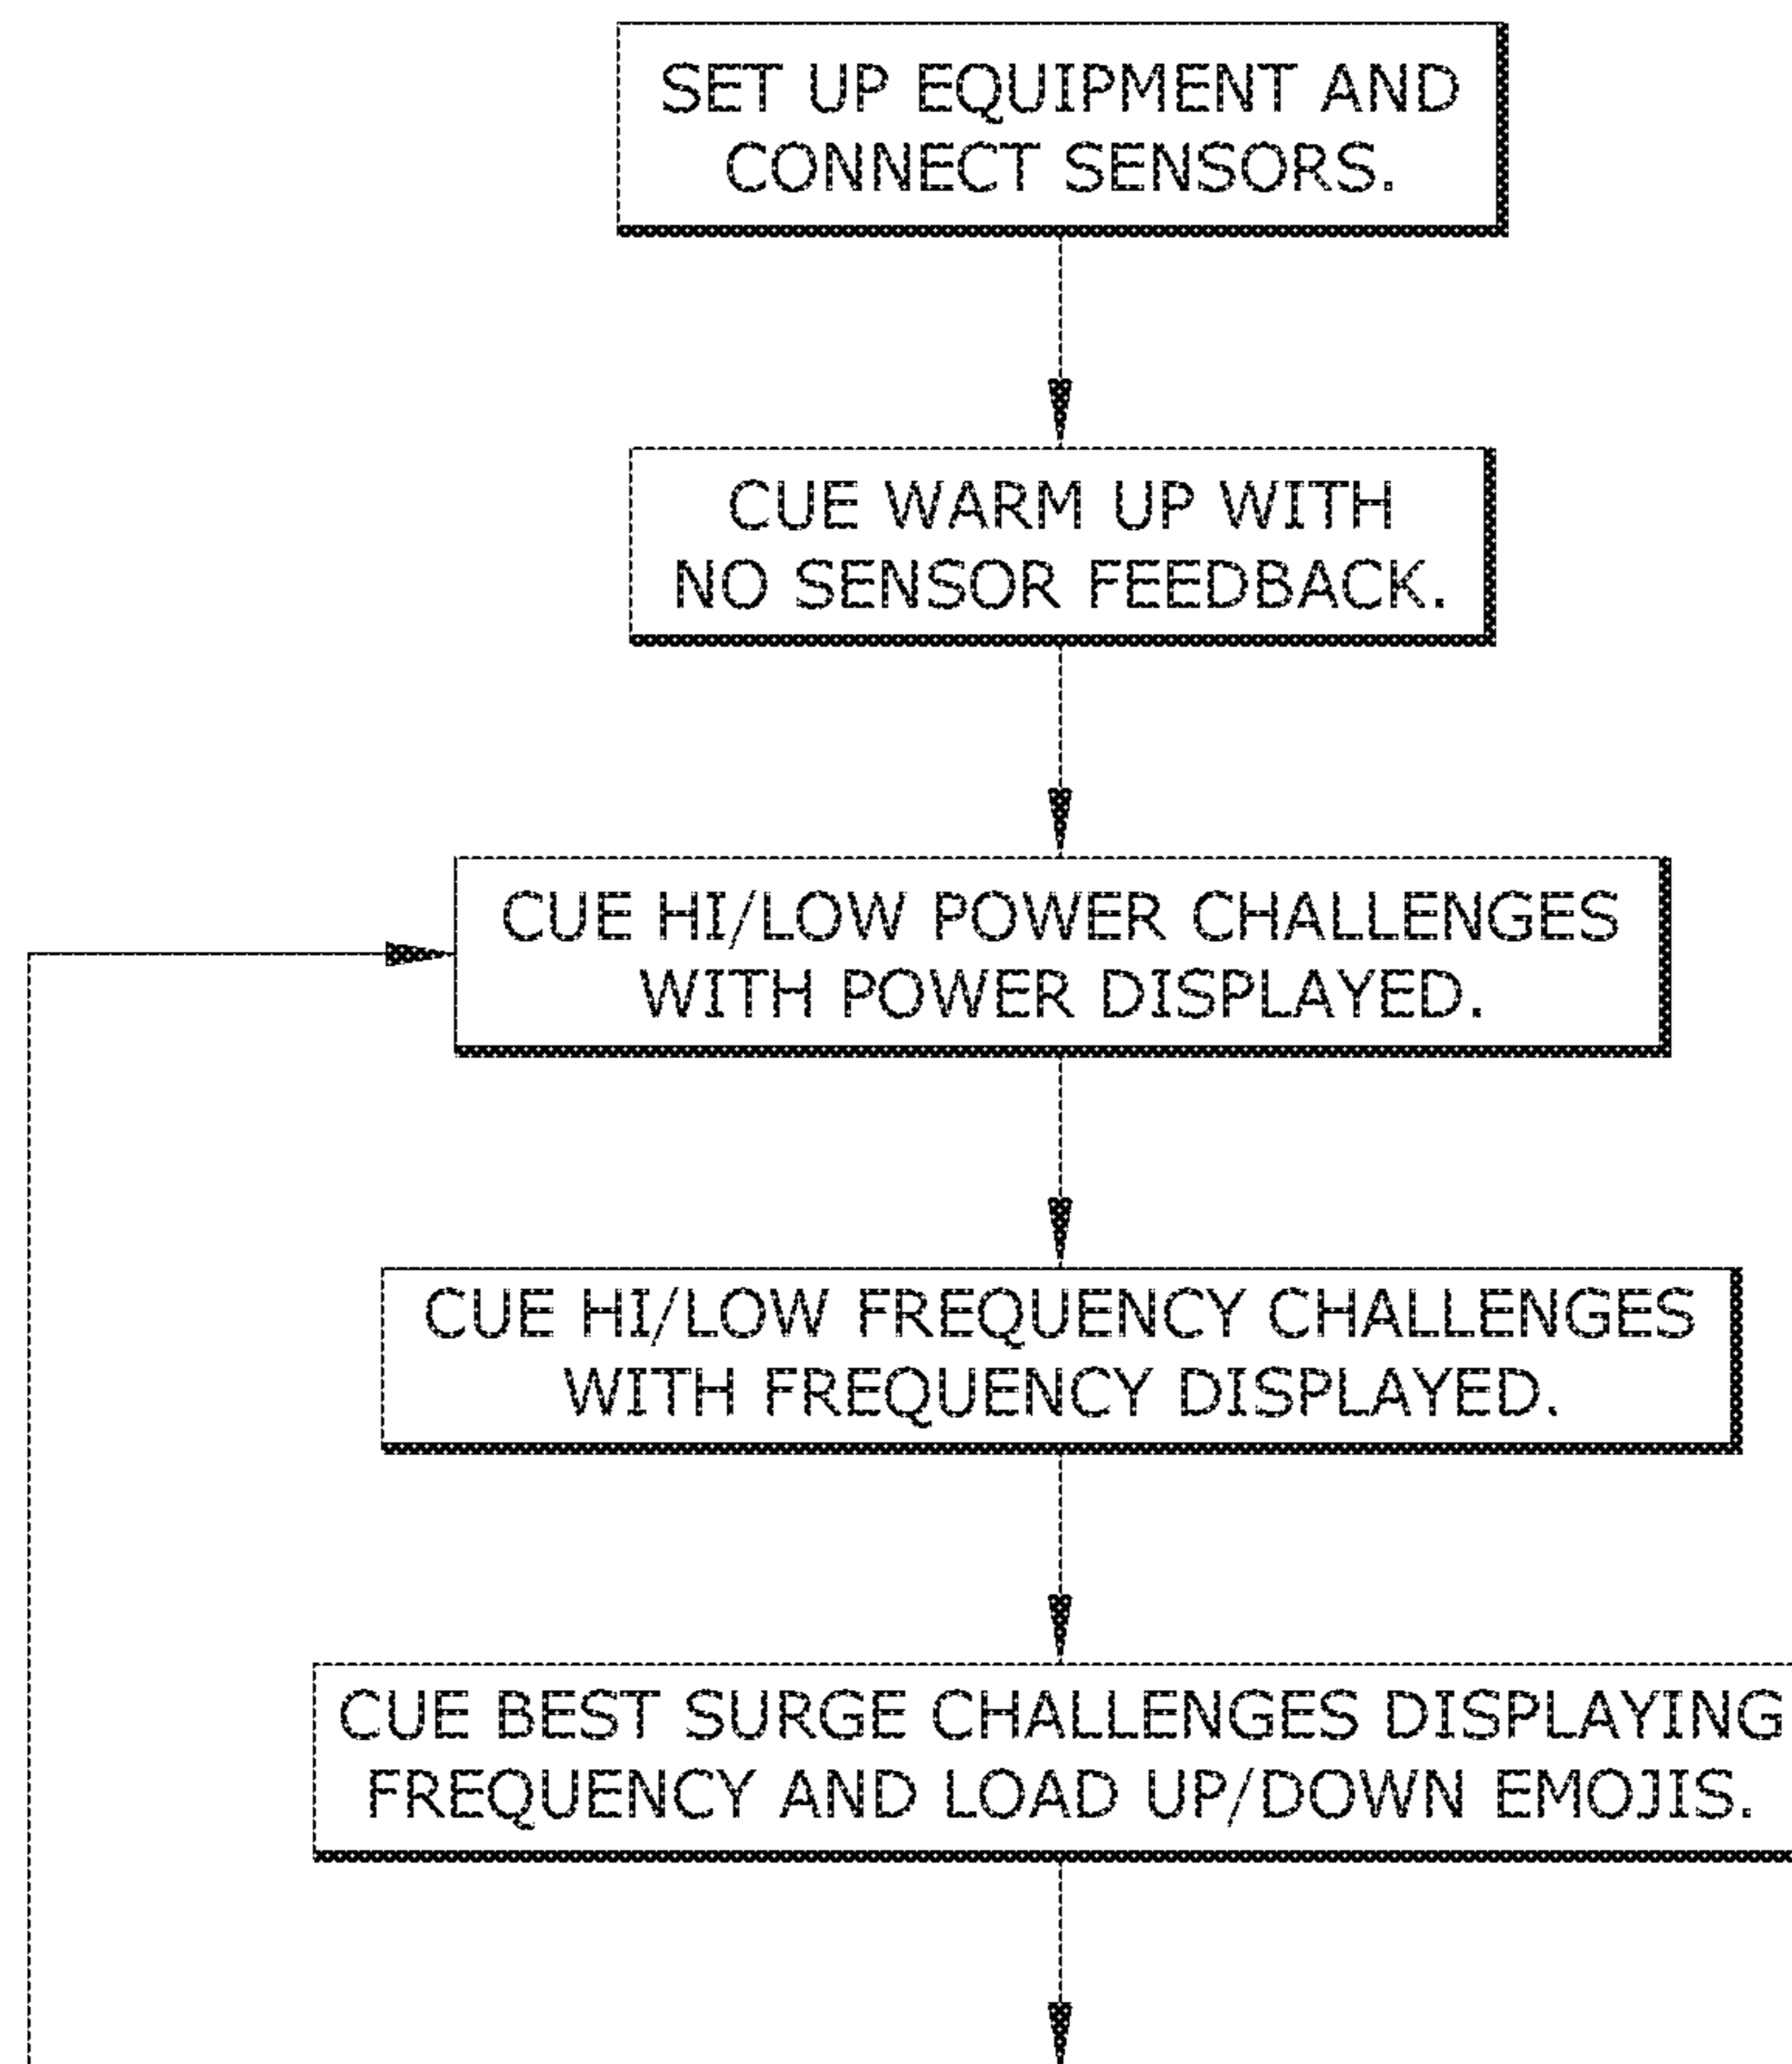 SET UP EQUIPMENT AND
CONNECT SENSORS.
CUE WARM UP WITH
NO SENSOR FEEDBACK.
CUE HI/LOW POWER CHALLENGES
WITH POWER DISPLAYED.
CUE HI/LOW FREQUENCY CHALLENGES
WITH FREQUENCY DISPLAYED.
CUE BEST SURGE CHALLENGES DISPLAYING
FREQUENCY AND LOAD UP/DOWN EMOJIS.